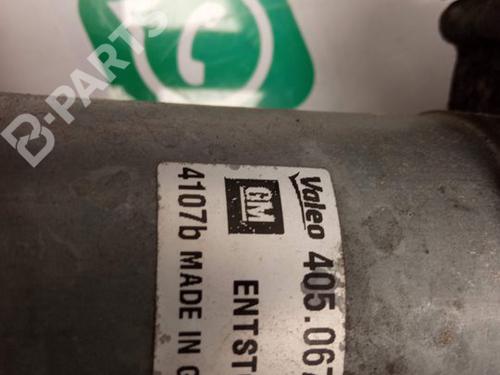 B-PARTS
Valeo 405.067
GM ENTST
4107b MADE IN G